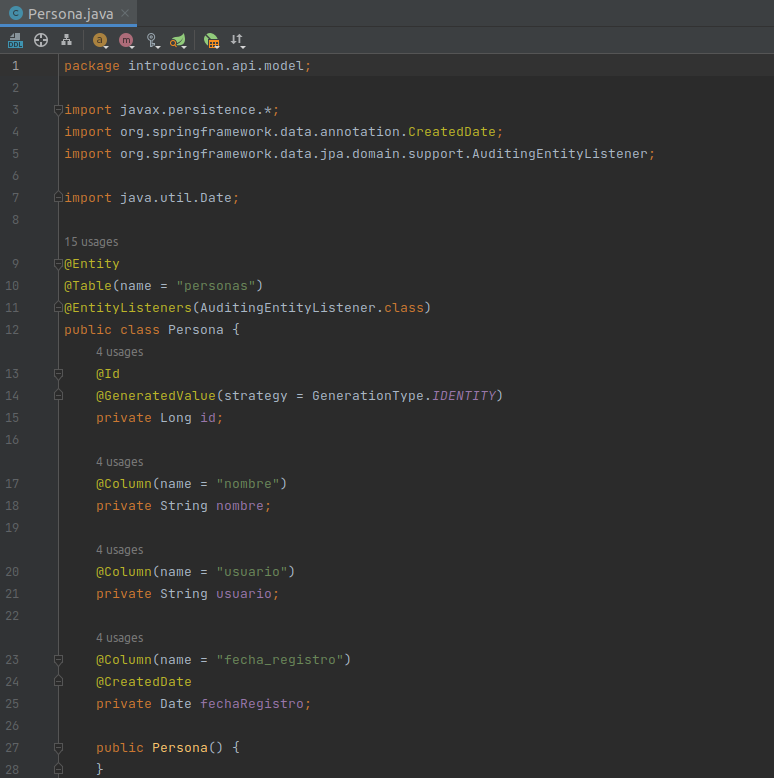 Persona.java
1 package introduccion.api.model;
2
3 import javax.persistence.*;
4 import org.springframework.data.annotation.CreatedDate;
5 import org.springframework.data.jpa.domain.support.AuditingEntityListener;
6
7 import java.util.Date;
8
15 usages
9 @Entity
10 @Table(name = "personas")
11 @EntityListeners(AuditingEntityListener.class)
12 public class Persona {
4 usages
13 @Id
14 @GeneratedValue(strategy = GenerationType.IDENTITY)
15 private Long id;
16
4 usages
17 @Column(name = "nombre")
18 private String nombre;
19
4 usages
20 @Column(name = "usuario")
21 private String usuario;
22
4 usages
23 @Column(name = "fecha_registro")
24 @CreatedDate
25 private Date fechaRegistro;
26
27 public Persona() {
28 }